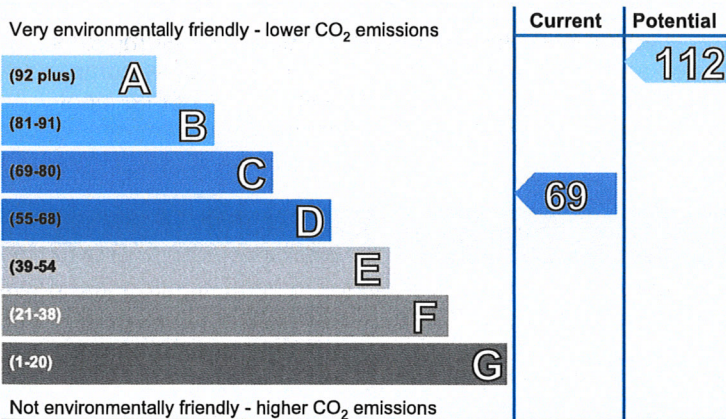 Very environmentally friendly - lower CO2 emissions
Current
Potential
(92 plus) A
112
(81-91) B
(69-80) C
69
(55-68) D
(39-54 E
(21-38) F
(1-20) G
Not environmentally friendly - higher CO2 emissions